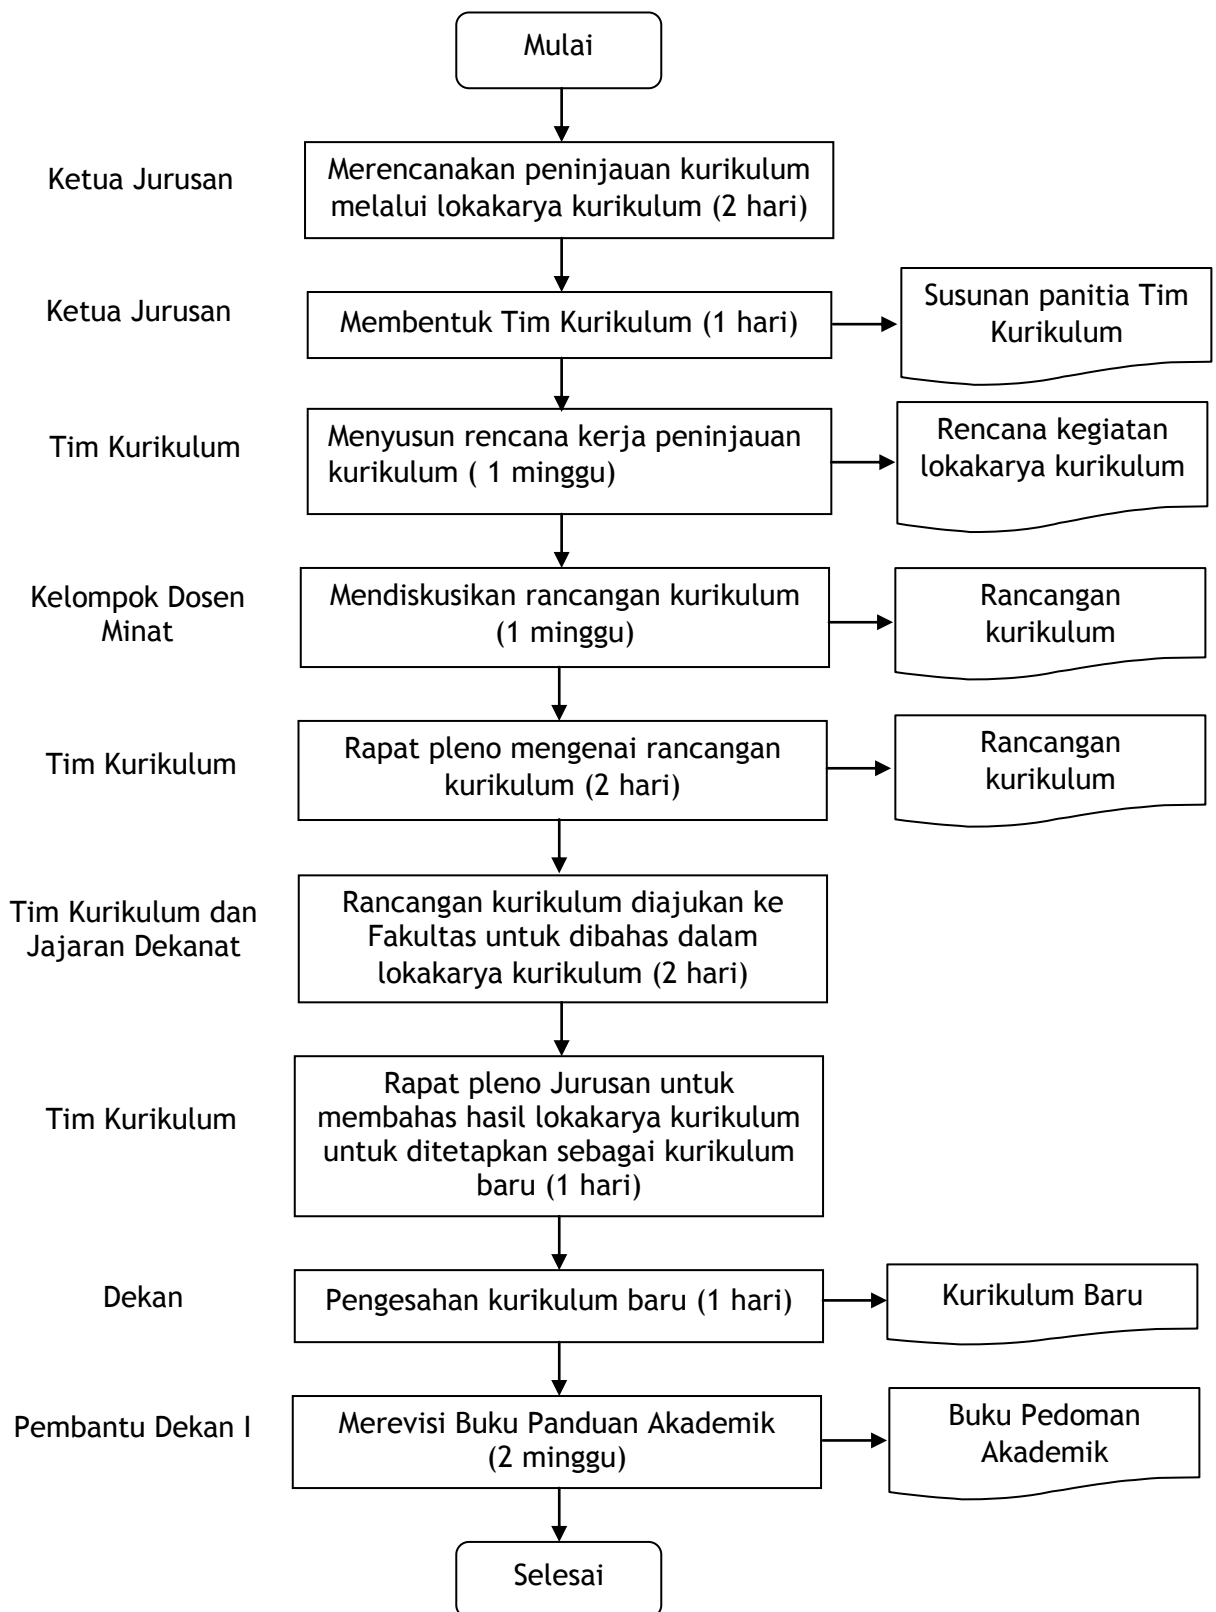 Mulai
Ketua Jurusan
Merencanakan peninjauan kurikulum
melalui lokakarya kurikulum (2 hari)
Ketua Jurusan
Membentuk Tim Kurikulum (1 hari)
Susunan panitia Tim
Kurikulum
Tim Kurikulum
Menyusun rencana kerja peninjauan
kurikulum ( 1 minggu)
Rencana kegiatan
lokakarya kurikulum
Kelompok Dosen
Minat
Mendiskusikan rancangan kurikulum
(1 minggu)
Rancangan
kurikulum
Tim Kurikulum
Rapat pleno mengenai rancangan
kurikulum (2 hari)
Rancangan
kurikulum
Tim Kurikulum dan
Jajaran Dekanat
Rancangan kurikulum diajukan ke
Fakultas untuk dibahas dalam
lokakarya kurikulum (2 hari)
Tim Kurikulum
Rapat pleno Jurusan untuk
membahas hasil lokakarya kurikulum
untuk ditetapkan sebagai kurikulum
baru (1 hari)
Dekan
Pengesahan kurikulum baru (1 hari)
Kurikulum Baru
Pembantu Dekan I
Merevisi Buku Panduan Akademik
(2 minggu)
Buku Pedoman
Akademik
Selesai